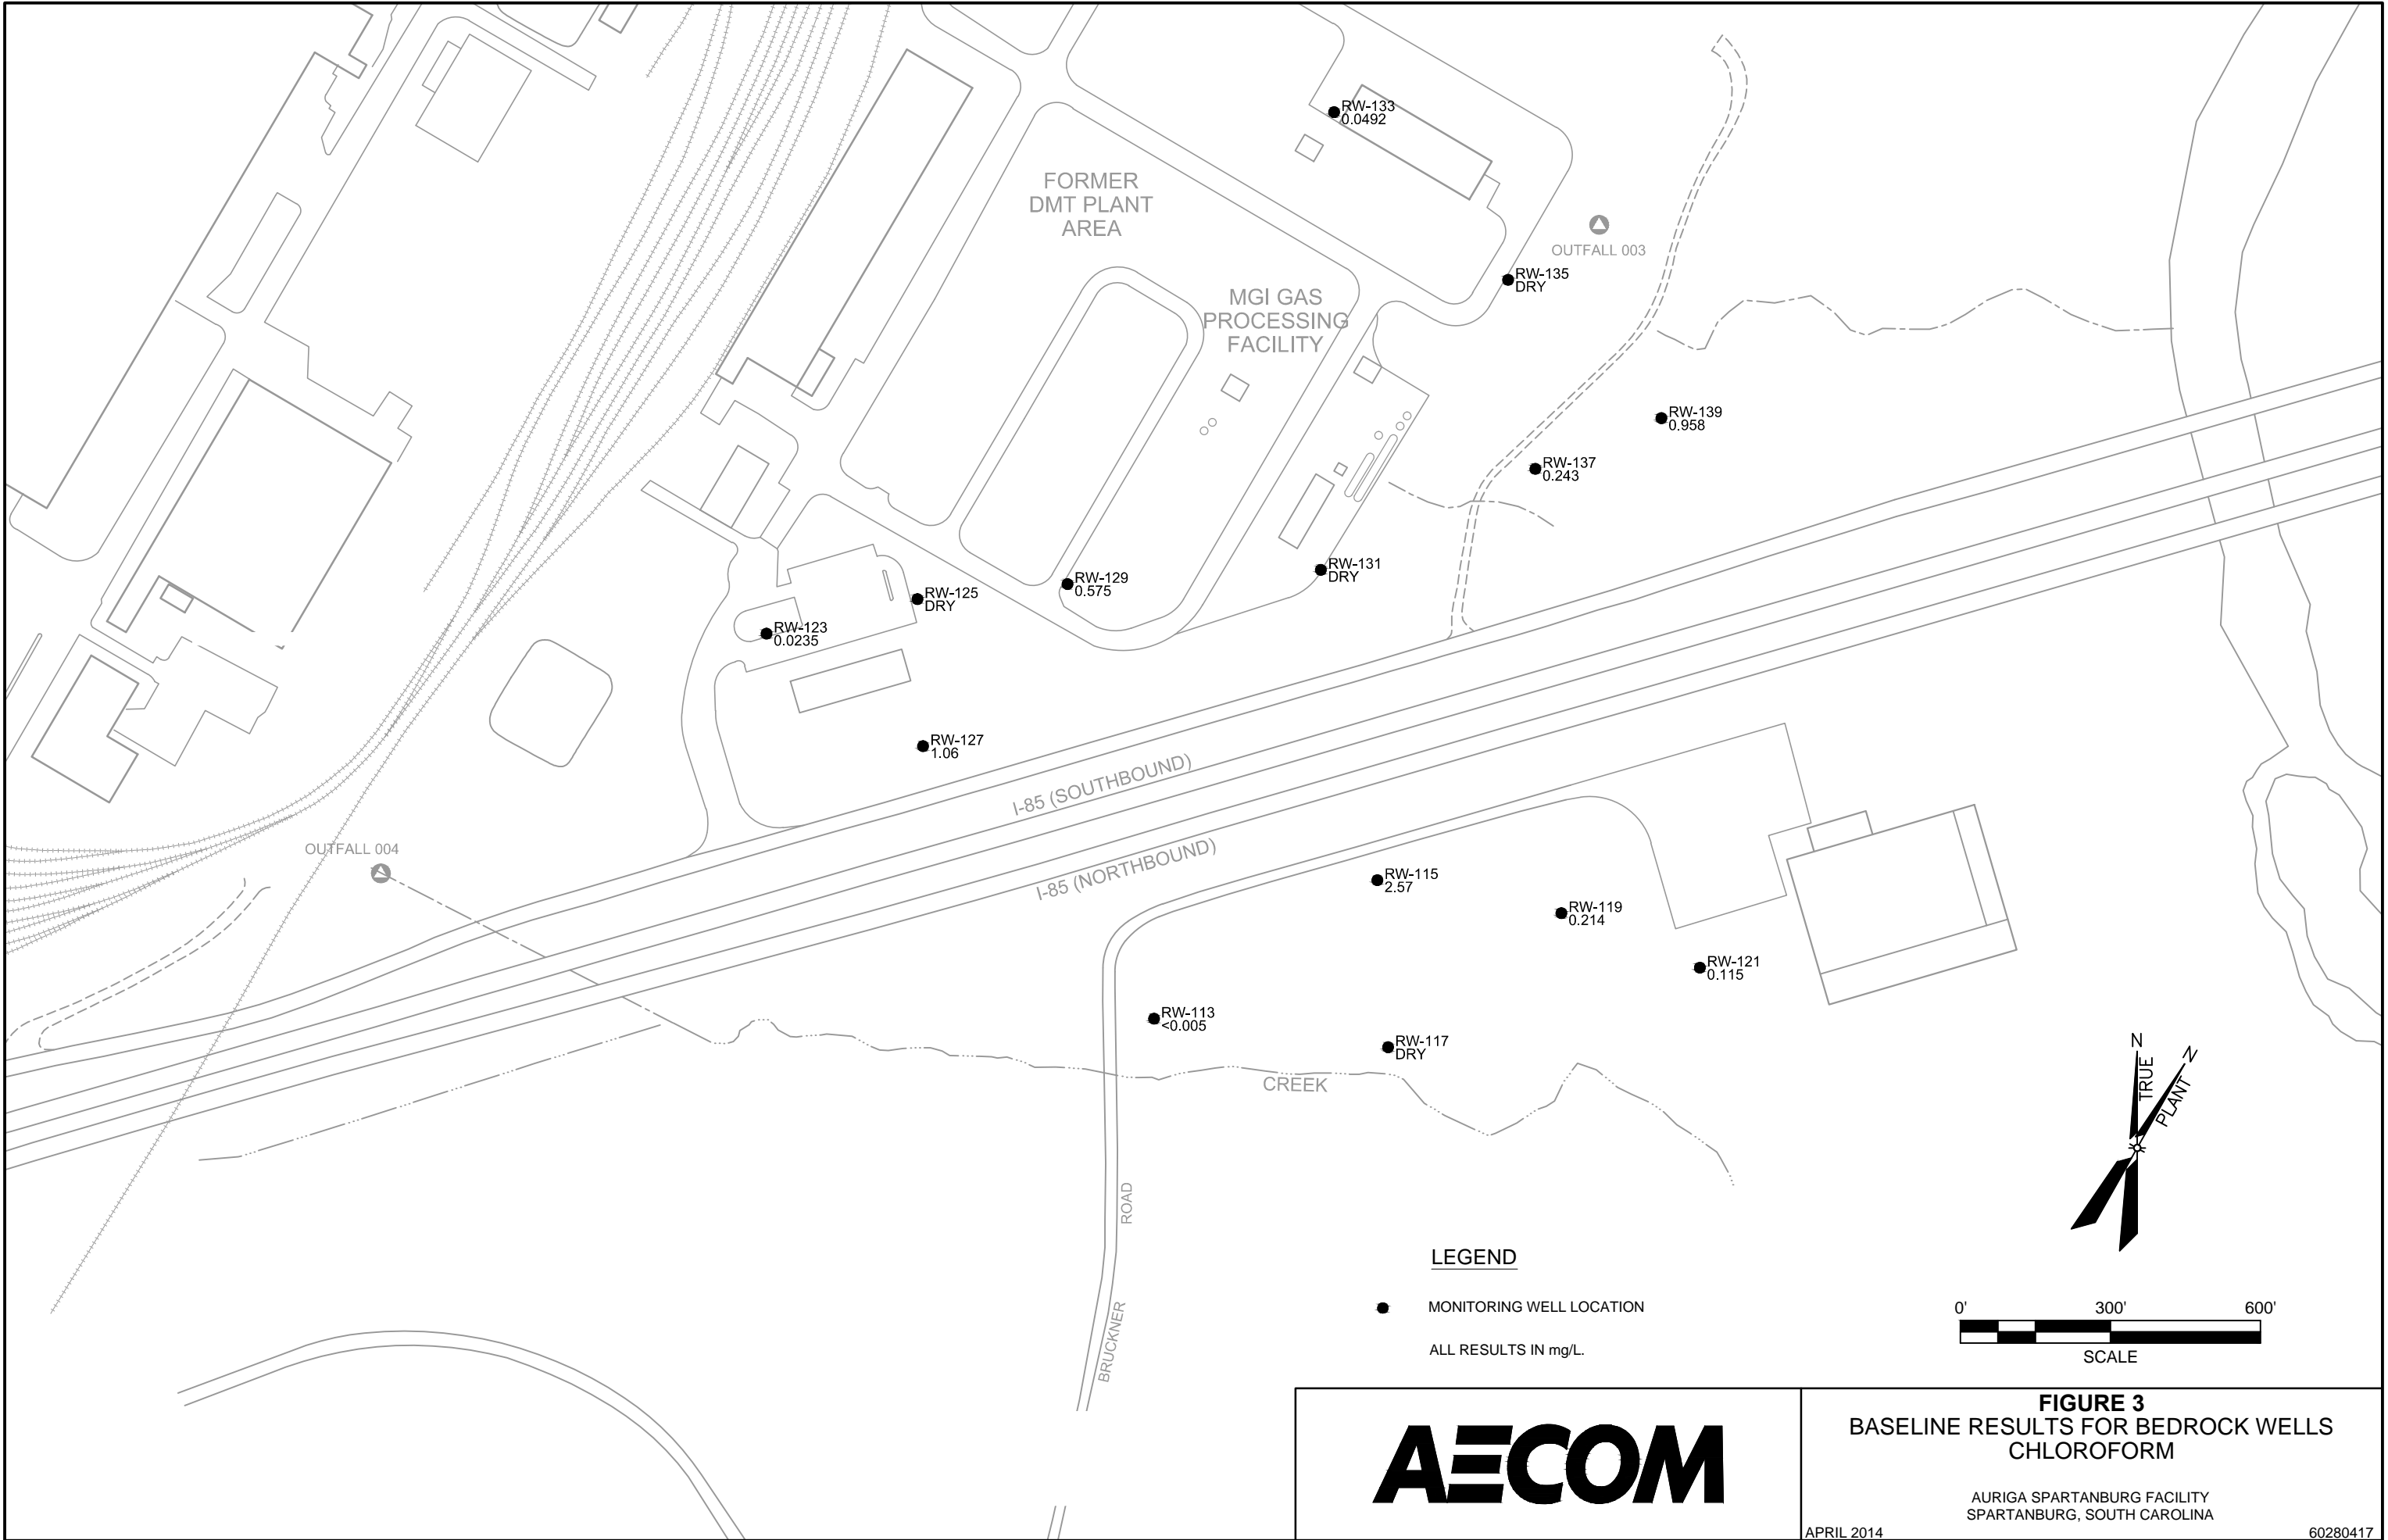 RW-133
0.0492
FORMER
DMT PLANT
AREA
OUTFALL 003
RW-135
DRY
MGI GAS
PROCESSING
FACILITY
RW-139
0.958
RW-137
0.243
RW-131
DRY
RW-129
0.575
RW-125
DRY
RW-123
0.0235
RW-127
1.06
I-85 (SOUTHBOUND)
I-85 (NORTHBOUND)
OUTFALL 004
RW-115
2.57
RW-119
0.214
RW-121
0.115
RW-113
<0.005
RW-117
DRY
CREEK
BRUCKNER ROAD
N
TRUE
N
PLANT
LEGEND
MONITORING WELL LOCATION
ALL RESULTS IN mg/L.
0' 300' 600'
SCALE
AECOM
FIGURE 3
BASELINE RESULTS FOR BEDROCK WELLS
CHLOROFORM
AURIGA SPARTANBURG FACILITY
SPARTANBURG, SOUTH CAROLINA
APRIL 2014 60280417